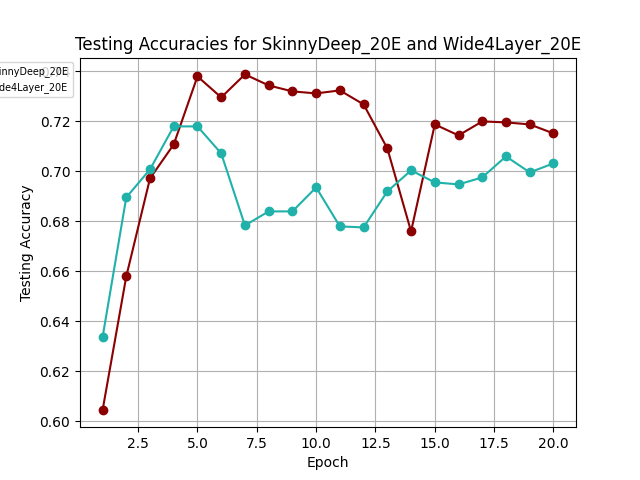 Testing Accuracies for SkinnyDeep_20E and Wide4Layer_20E
innyDeep_20E
de4Layer_20E
0.72
0.70
0.68
0.66
0.64
0.62
0.60
Testing Accuracy
2.5 5.0 7.5 10.0 12.5 15.0 17.5 20.0
Epoch